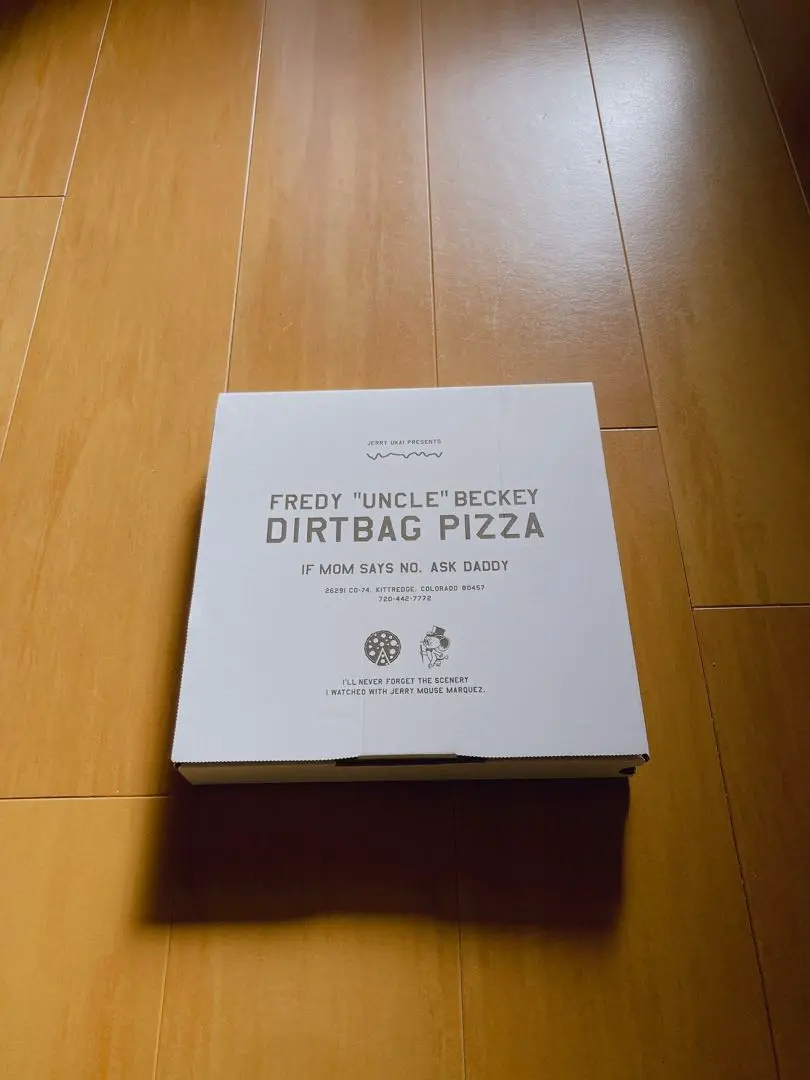 JERRY UKAI PRESENTS
FREDY "UNCLE" BECKEY
DIRTBAG PIZZA
IF MOM SAYS NO. ASK DADDY
26291 CO-74. KITTREDGE. COLORADO 80457
720-442-7772
I'LL NEVER FORGET THE SCENERY
I WATCHED WITH JERRY MOUSE MARQUEZ.